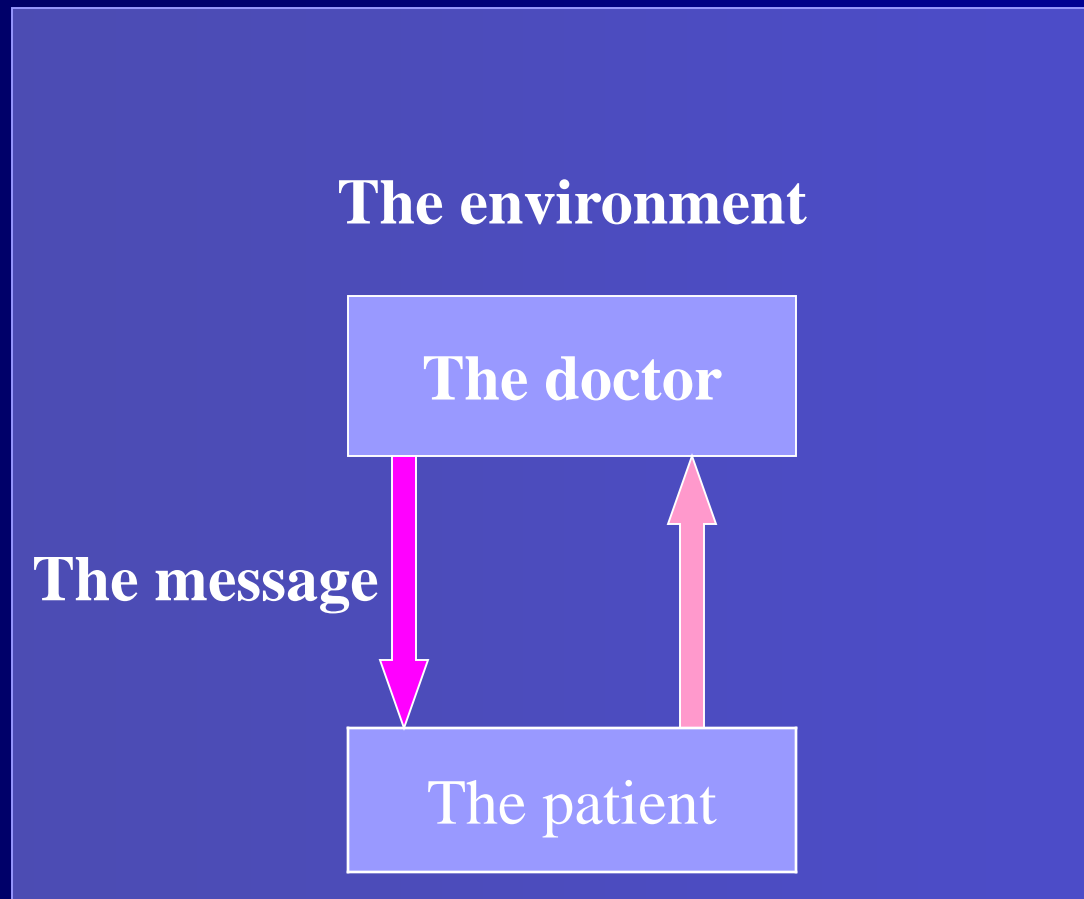 The environment
The doctor
The message
The patient